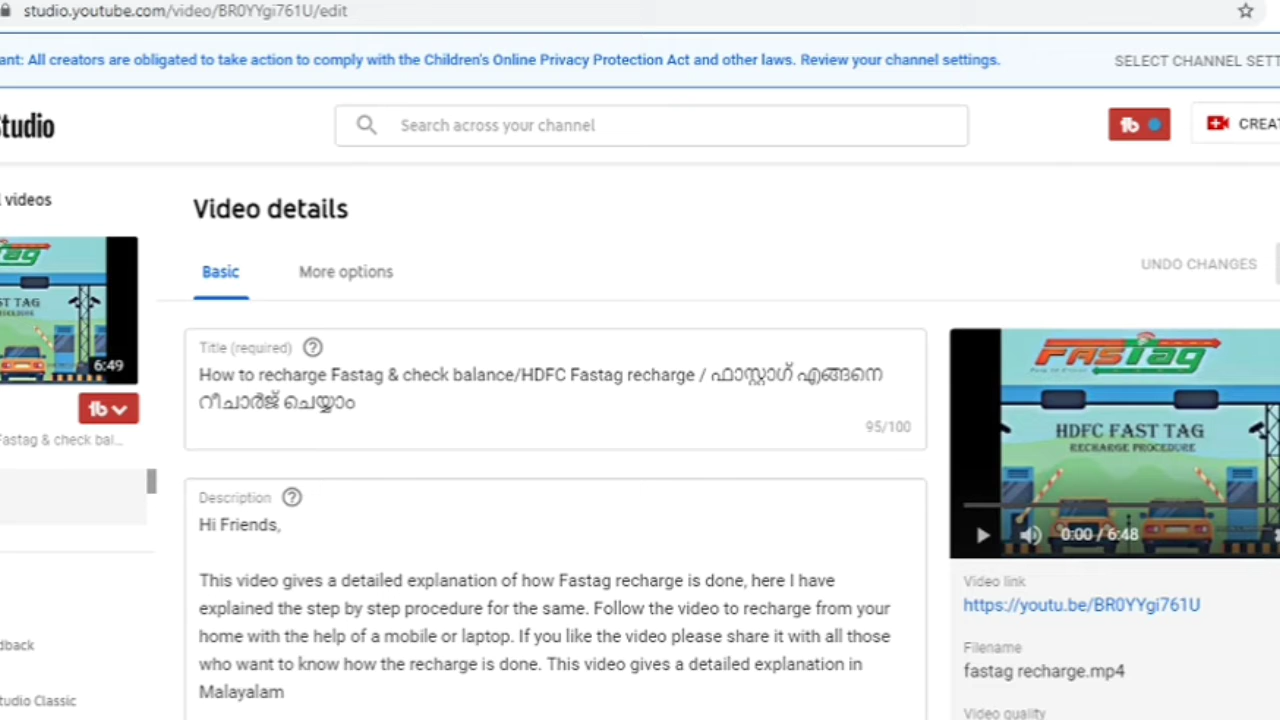 studio.youtube.com/video/BR0YYgi761U/edit
ant: All creators are obligated to take action to comply with the Children's Online Privacy Protection Act and other laws. Review your channel settings.
SELECT CHANNEL SETT
Studio
Search across your channel
CREAT
l videos
Video details
Basic
More options
UNDO CHANGES
Tag
ST TAG
6:49
Fastag & check bal...
Title (required)
How to recharge Fastag & check balance/HDFC Fastag recharge / ഫാസ്റ്റാഗ് എങ്ങനെ
റീചാർജ് ചെയ്യാം
95/100
FASTag
HDFC FAST TAG
RECHARGE PROCEDURE
0:00 / 6:48
Description
Hi Friends,
This video gives a detailed explanation of how Fastag recharge is done, here I have
explained the step by step procedure for the same. Follow the video to recharge from your
home with the help of a mobile or laptop. If you like the video please share it with all those
who want to know how the recharge is done. This video gives a detailed explanation in
Malayalam
Video link
https://youtu.be/BR0YYgi761U
Filename
fastag recharge.mp4
Video quality
dback
tudio Classic